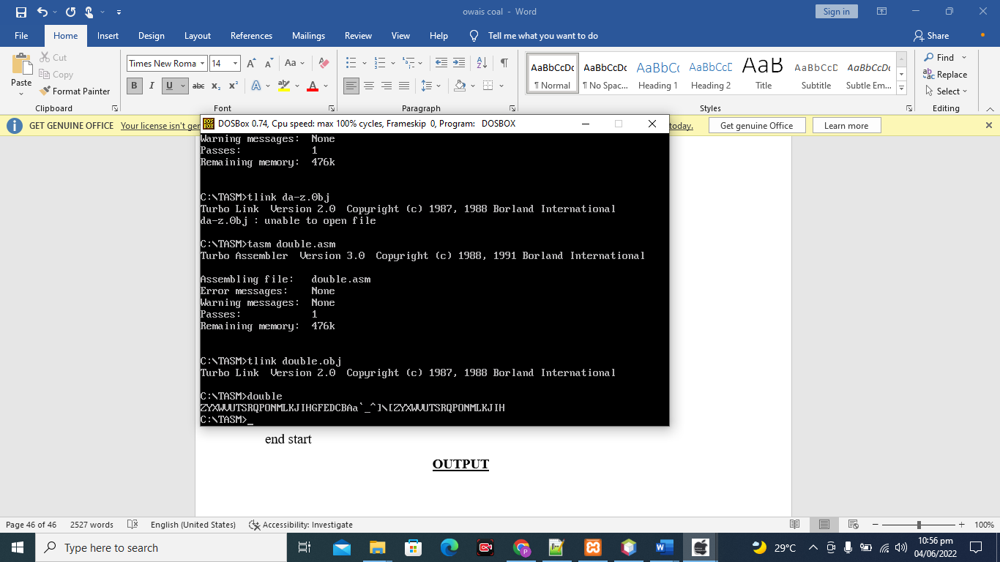 owais coal - Word
Sign in
File Home Insert Design Layout References Mailings Review View Help Tell me what you want to do Share
Paste
Cut
Copy
Format Painter
Clipboard
Times New Roma 14
Font
Paragraph
AaBbCcDc AaBbCcDc AaBbCc AaBbCcE AaB AaBbCcD AaBbCcDc
¶ Normal ¶ No Spac... Heading 1 Heading 2 Title Subtitle Subtle Em...
Styles
Find
Replace
Select
Editing
GET GENUINE OFFICE Your license isn't ger
today. Get genuine Office Learn more
DOSBox 0.74, Cpu speed: max 100% cycles, Frameskip 0, Program: DOSBOX
Warning messages: None
Passes: 1
Remaining memory: 476k
C:\TASM>tlink da-z.0bj
Turbo Link Version 2.0 Copyright (c) 1987, 1988 Borland International
da-z.0bj : unable to open file
C:\TASM>tasm double.asm
Turbo Assembler Version 3.0 Copyright (c) 1988, 1991 Borland International
Assembling file: double.asm
Error messages: None
Warning messages: None
Passes: 1
Remaining memory: 476k
C:\TASM>tlink double.obj
Turbo Link Version 2.0 Copyright (c) 1987, 1988 Borland International
C:\TASM>double
ZYXWVUTSRQPONMLKJIHGFEDCBAa`_^]\[ZYXWVUTSRQPONMLKJIH
C:\TASM>_
end start
OUTPUT
Page 46 of 46 2527 words English (United States) Accessibility: Investigate 100%
Type here to search
29°C
10:56 pm
04/06/2022